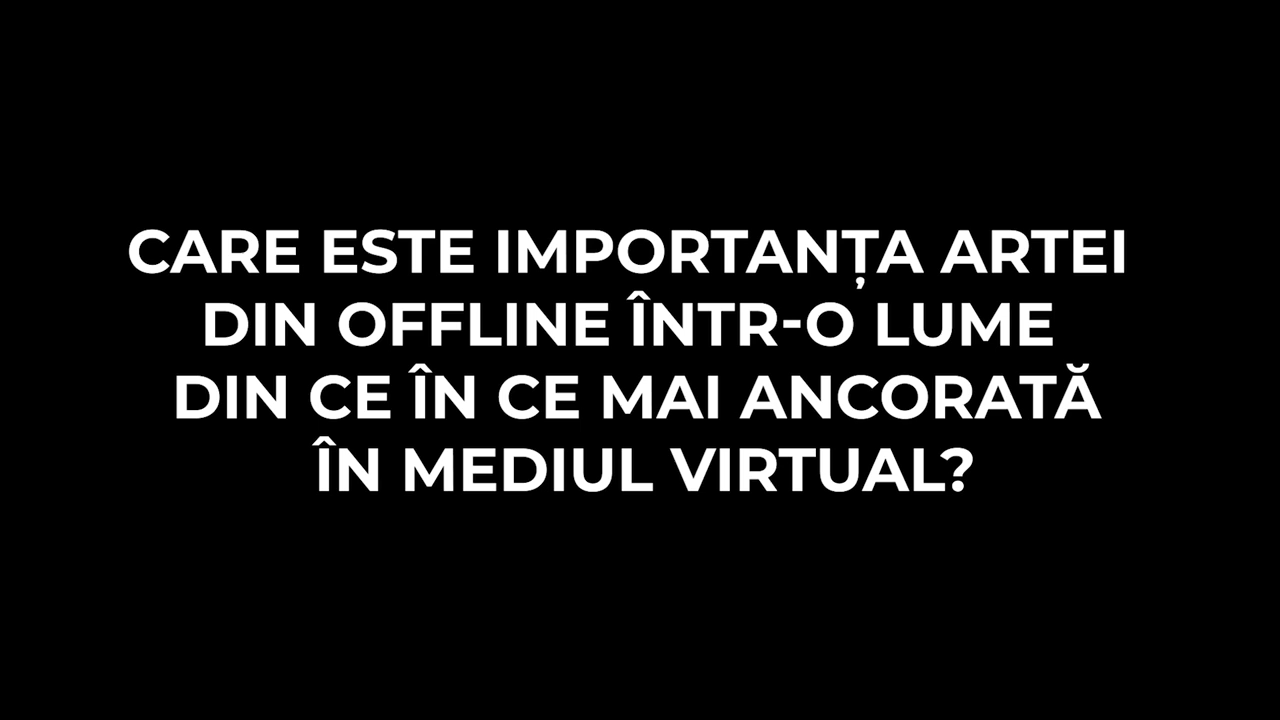 CARE ESTE IMPORTANȚA ARTEI
DIN OFFLINE ÎNTR-O LUME
DIN CE ÎN CE MAI ANCORATĂ
ÎN MEDIUL VIRTUAL?